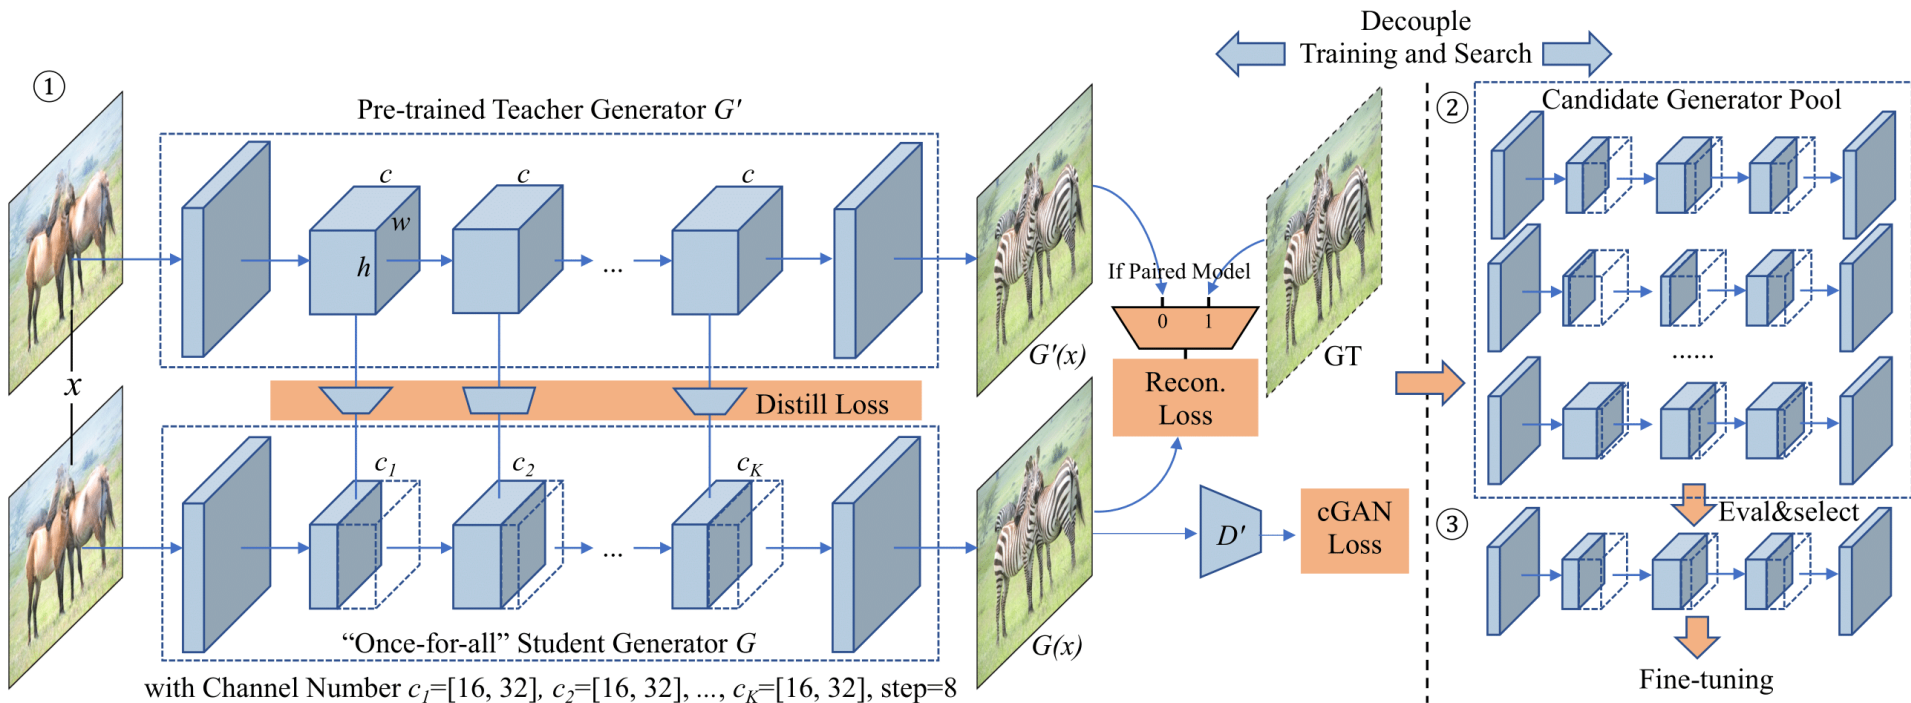 Decouple
Training and Search
①
Pre-trained Teacher Generator G′
c
c
c
w
h
...
G′(x)
If Paired Model
0
1
GT
x
Distill Loss
Recon.
Loss
c₁
c₂
c_K
...
“Once-for-all” Student Generator G
with Channel Number c₁=[16, 32], c₂=[16, 32], ..., c_K=[16, 32], step=8
G(x)
D′
cGAN
Loss
②
Candidate Generator Pool
......
③
Eval&select
Fine-tuning